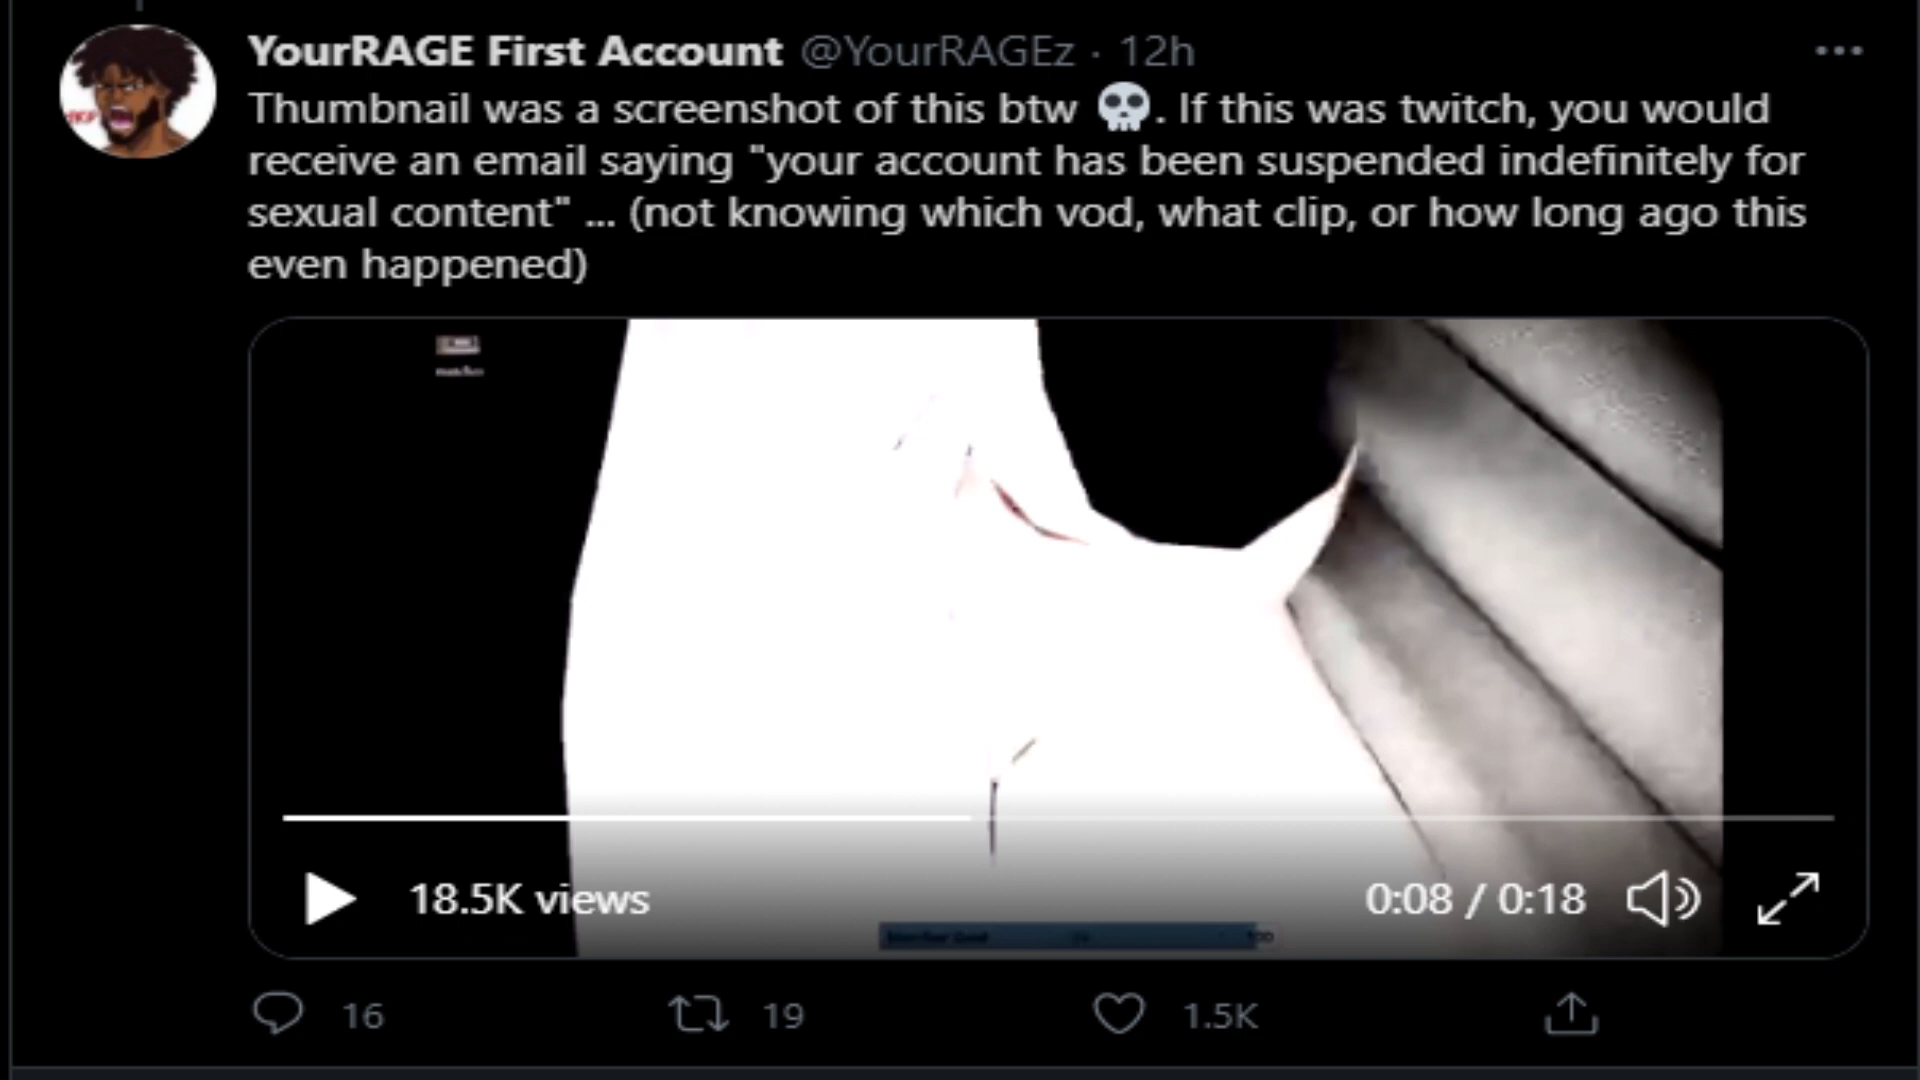 YourRAGE First Account @YourRAGEz · 12h
Thumbnail was a screenshot of this btw 💀. If this was twitch, you would
receive an email saying "your account has been suspended indefinitely for
sexual content" ... (not knowing which vod, what clip, or how long ago this
even happened)
18.5K views
0:08 / 0:18
16 19 1.5K